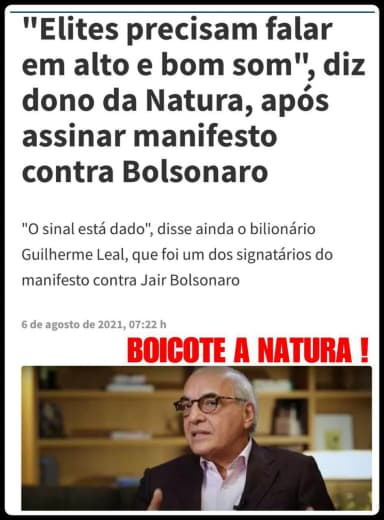 "Elites precisam falar
em alto e bom som", diz
dono da Natura, após
assinar manifesto
contra Bolsonaro
"O sinal está dado", disse ainda o bilionário
Guilherme Leal, que foi um dos signatários do
manifesto contra Jair Bolsonaro
6 de agosto de 2021, 07:22 h
BOICOTE A NATURA !